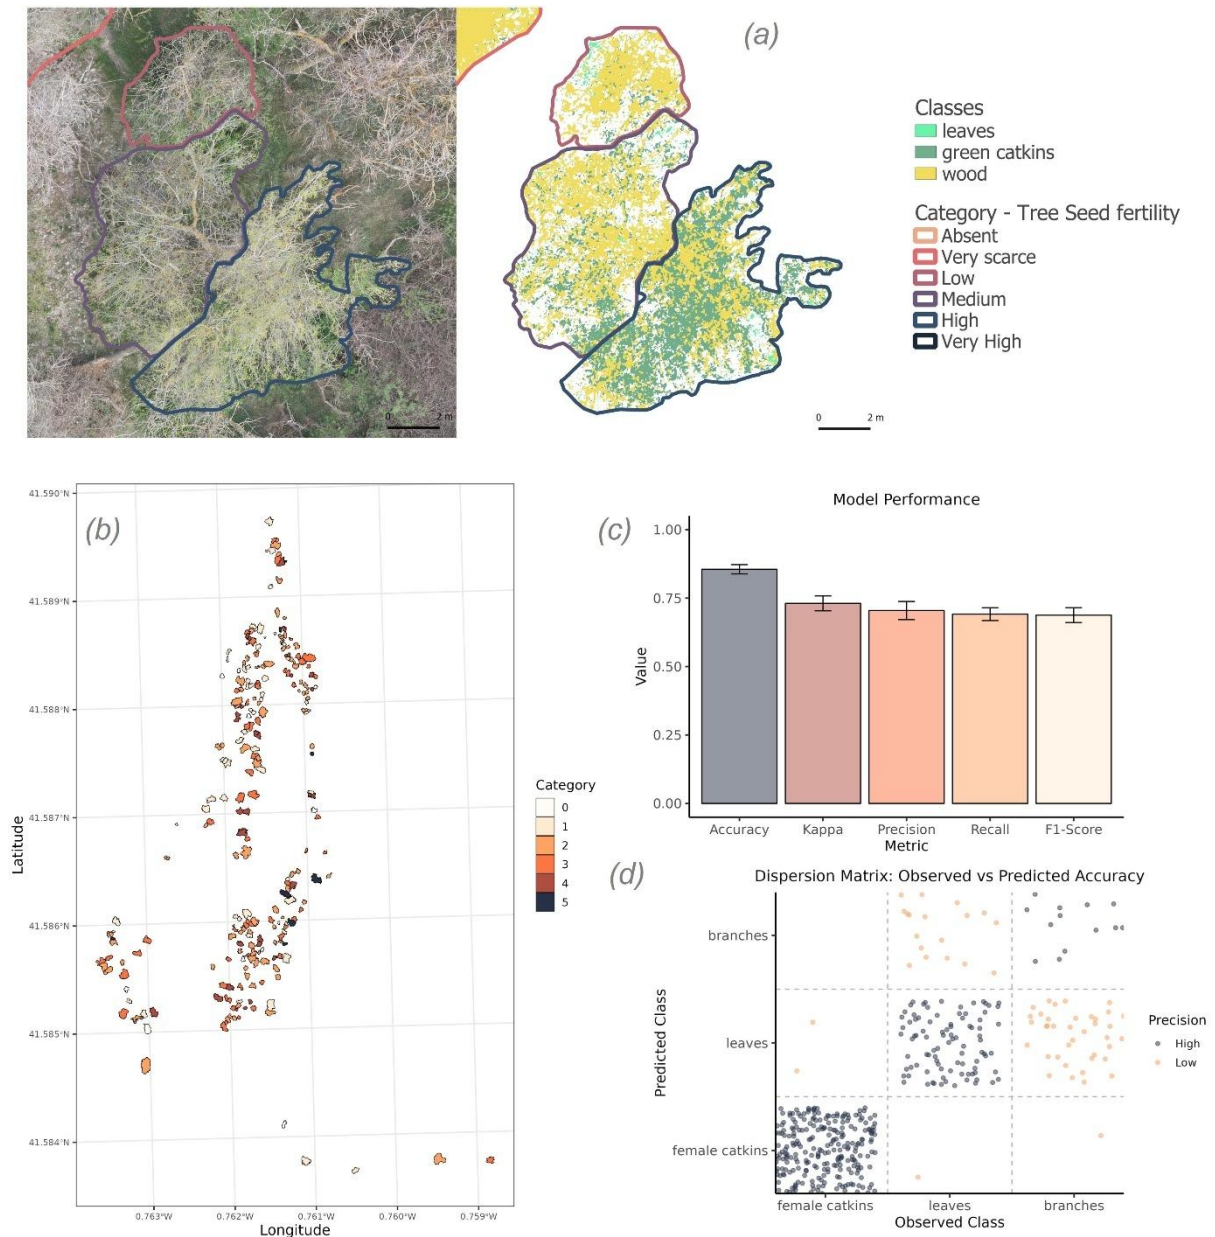 (a)
Classes
leaves
green catkins
wood
Category - Tree Seed fertility
Absent
Very scarce
Low
Medium
High
Very High
0 2 m
0 2 m
(b)
41.590°N
41.589°N
41.588°N
41.587°N
41.586°N
41.585°N
41.584°N
Latitude
0.763°W 0.762°W 0.761°W 0.760°W 0.759°W
Longitude
Category
0
1
2
3
4
5
(c)
Model Performance
1.00
0.75
0.50
0.25
0.00
Value
Accuracy Kappa Precision Recall F1-Score
Metric
(d)
Dispersion Matrix: Observed vs Predicted Accuracy
branches
leaves
female catkins
Predicted Class
female catkins leaves branches
Observed Class
Precision
High
Low